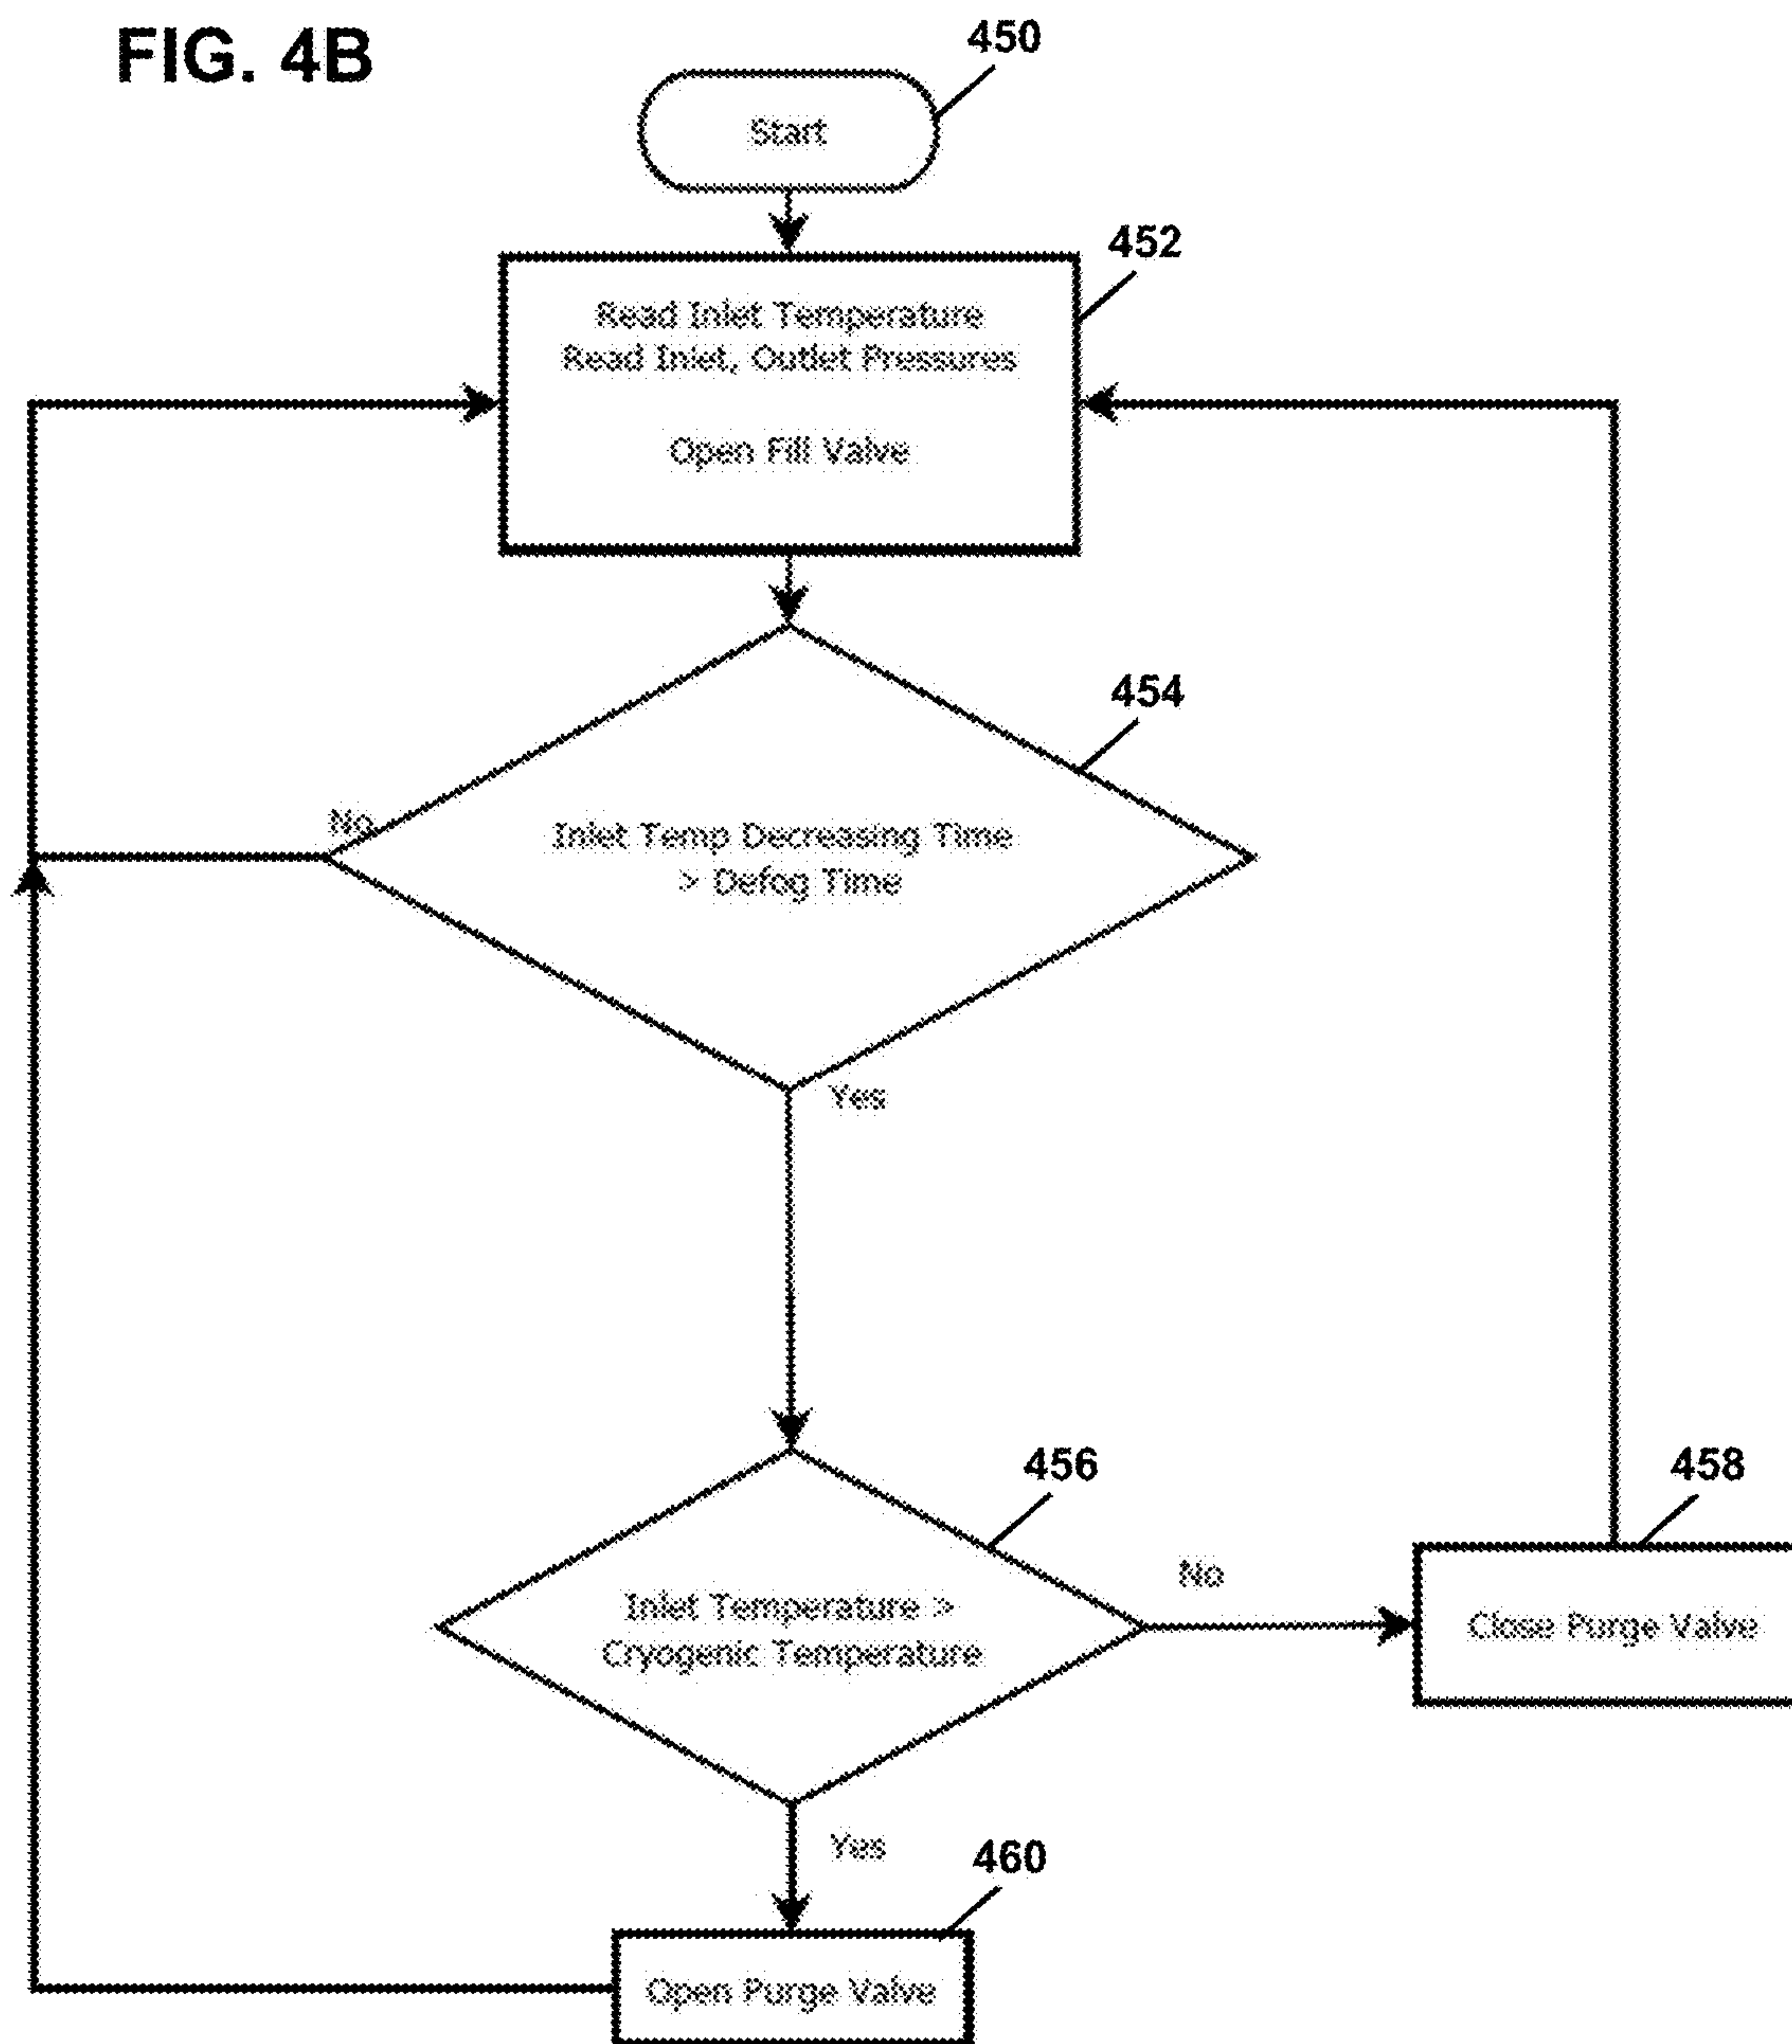 FIG. 4B
450
Start
452
Read Inlet Temperature
Read Inlet, Outlet Pressures
Open Fill Valve
454
No
Inlet Temp Decreasing Time
> Defog Time
Yes
456
458
No
Inlet Temperature >
Cryogenic Temperature
Close Purge Valve
Yes
460
Open Purge Valve